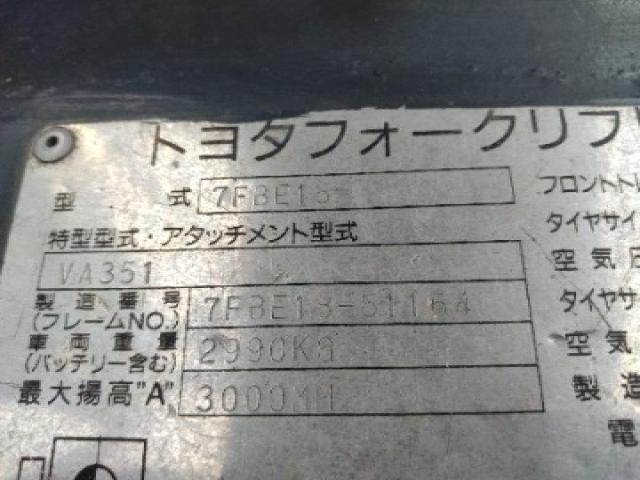 トヨタフォークリフ
型 式 7FBE15 フロント
特型型式・アタッチメント型式 タイヤサイ
VA351 空気
製造番号 7FBE18-51164 タイヤサ
(フレームNO.)
車両重量 2990KG 空気
(バッテリー含む)
最大揚高"A" 3000MM 製造
電